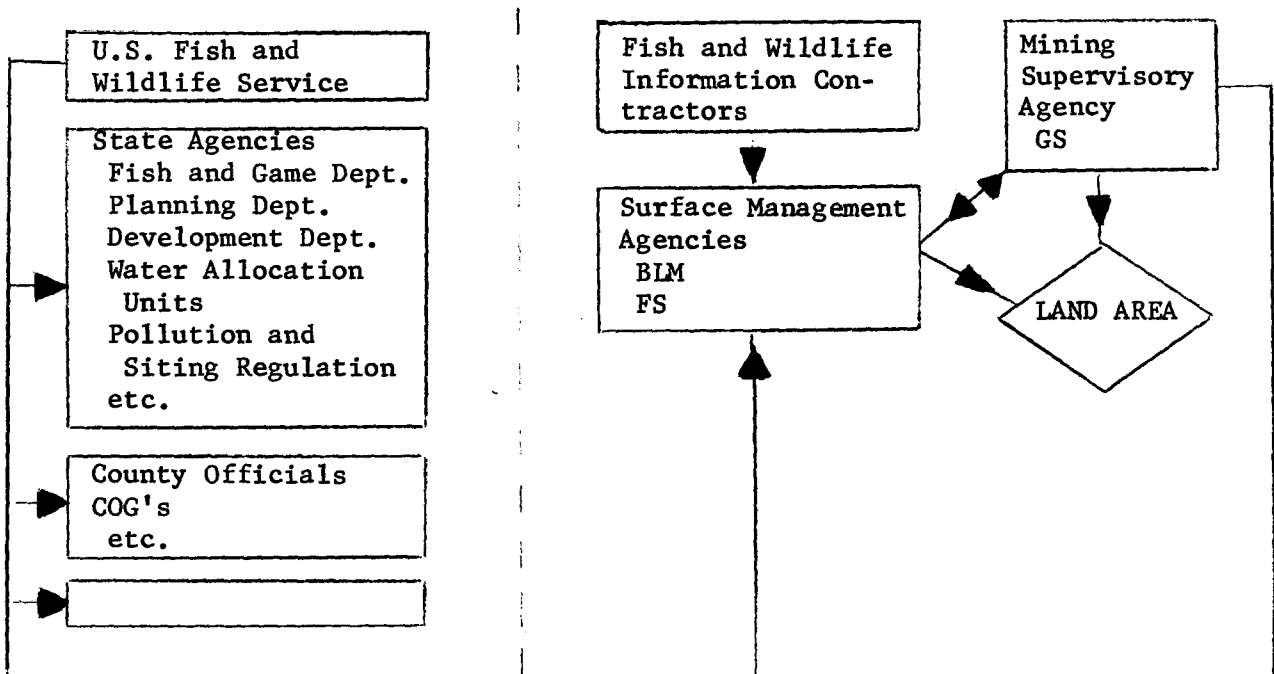 U.S. Fish and
Wildlife Service
State Agencies
Fish and Game Dept.
Planning Dept.
Development Dept.
Water Allocation
Units
Pollution and
Siting Regulation
etc.
County Officials
COG's
etc.
Fish and Wildlife
Information Con-
tractors
Surface Management
Agencies
BLM
FS
Mining
Supervisory
Agency
GS
LAND AREA